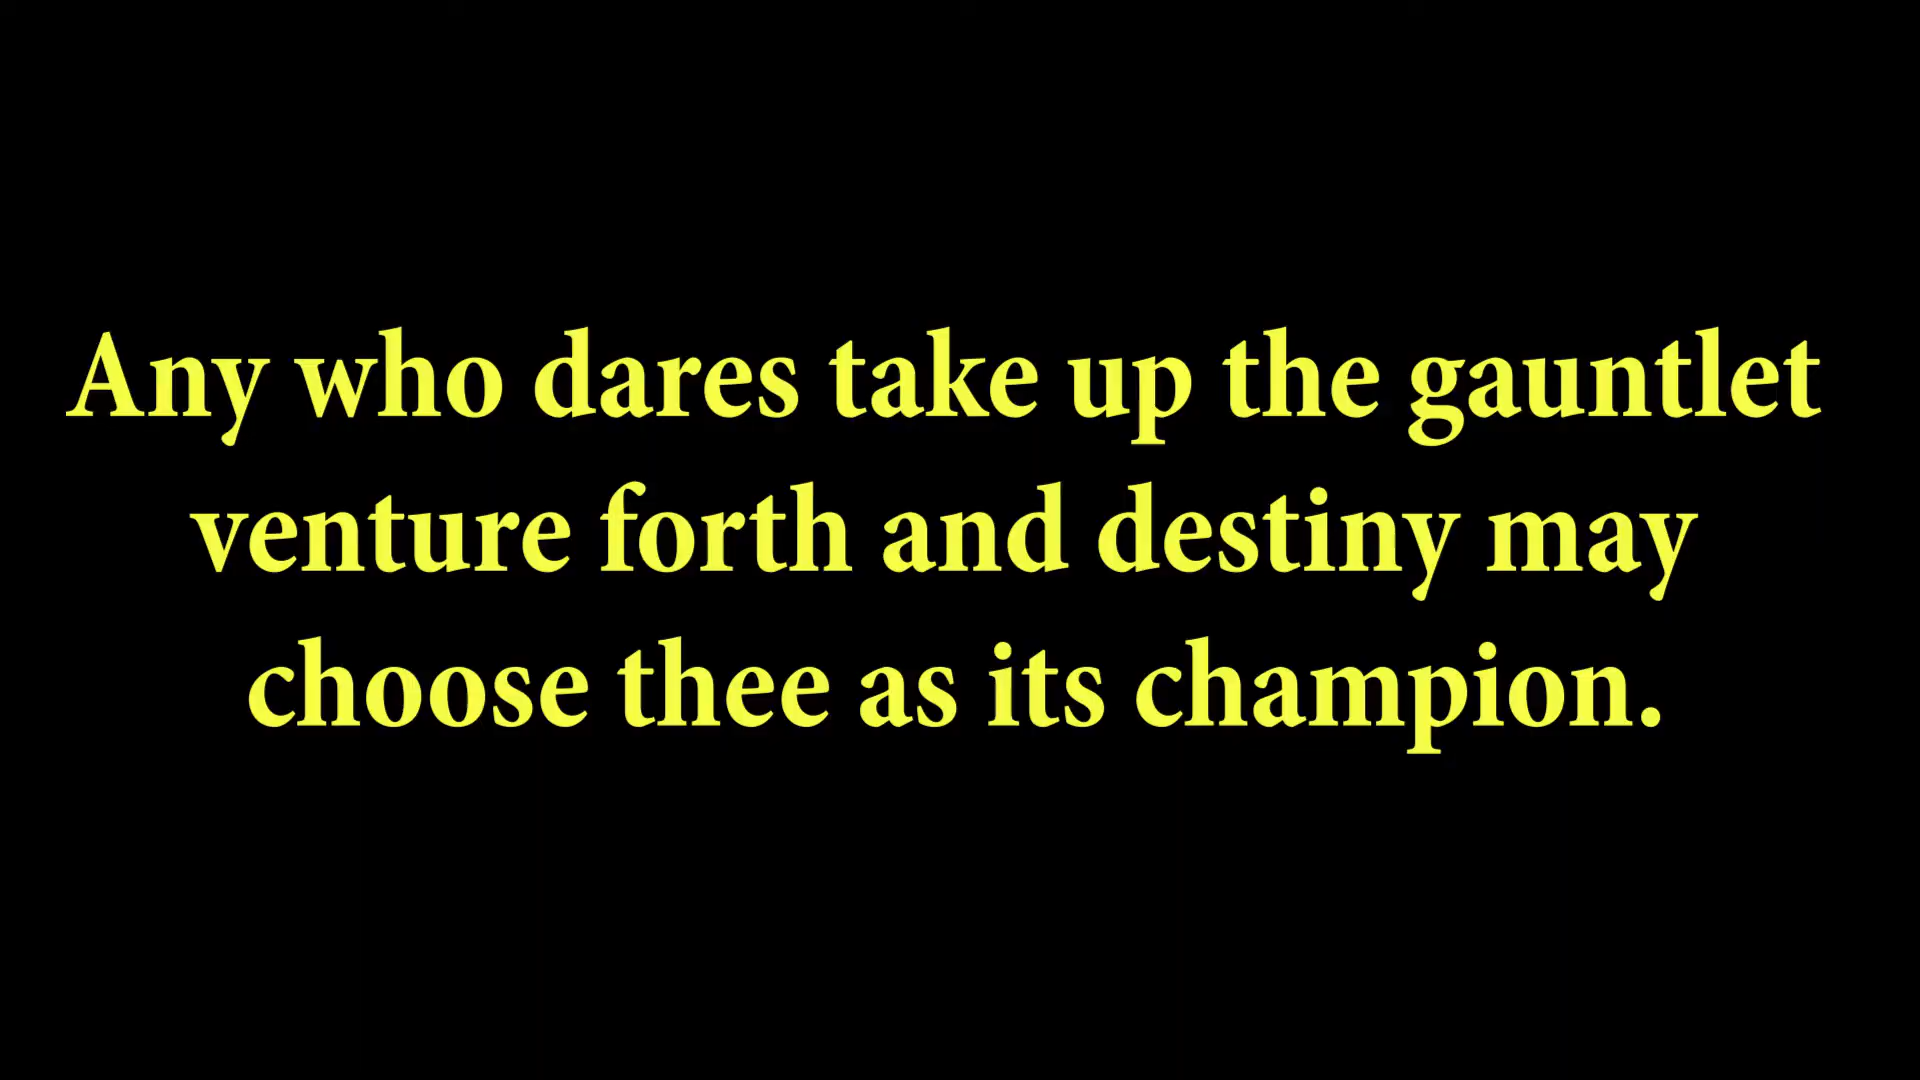 Any who dares take up the gauntlet
venture forth and destiny may
choose thee as its champion.